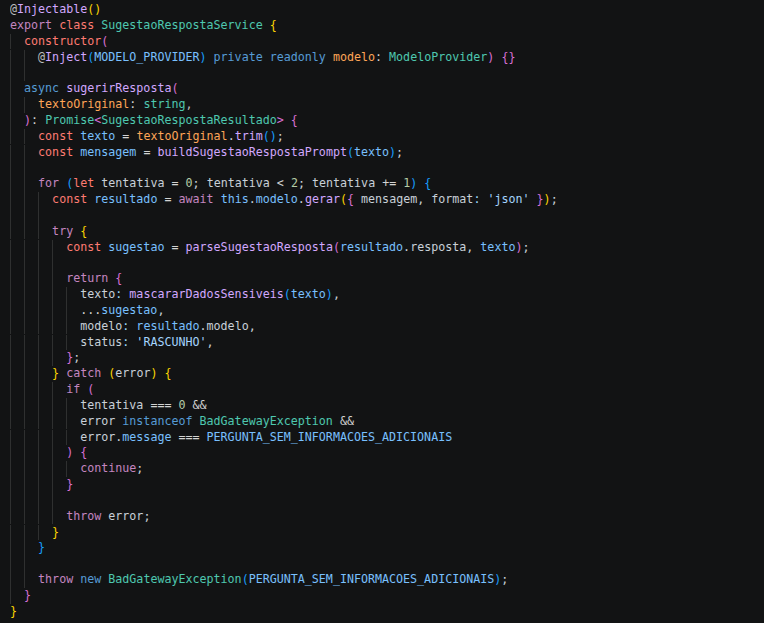 @Injectable()
export class SugestaoRespostaService {
  constructor(
    @Inject(MODELO_PROVIDER) private readonly modelo: ModeloProvider) {}

  async sugerirResposta(
    textoOriginal: string,
  ): Promise<SugestaoRespostaResultado> {
    const texto = textoOriginal.trim();
    const mensagem = buildSugestaoRespostaPrompt(texto);

    for (let tentativa = 0; tentativa < 2; tentativa += 1) {
      const resultado = await this.modelo.gerar({ mensagem, format: 'json' });

      try {
        const sugestao = parseSugestaoResposta(resultado.resposta, texto);

        return {
          texto: mascararDadosSensiveis(texto),
          ...sugestao,
          modelo: resultado.modelo,
          status: 'RASCUNHO',
        };
      } catch (error) {
        if (
          tentativa === 0 &&
          error instanceof BadGatewayException &&
          error.message === PERGUNTA_SEM_INFORMACOES_ADICIONAIS
        ) {
          continue;
        }

        throw error;
      }
    }

    throw new BadGatewayException(PERGUNTA_SEM_INFORMACOES_ADICIONAIS);
  }
}